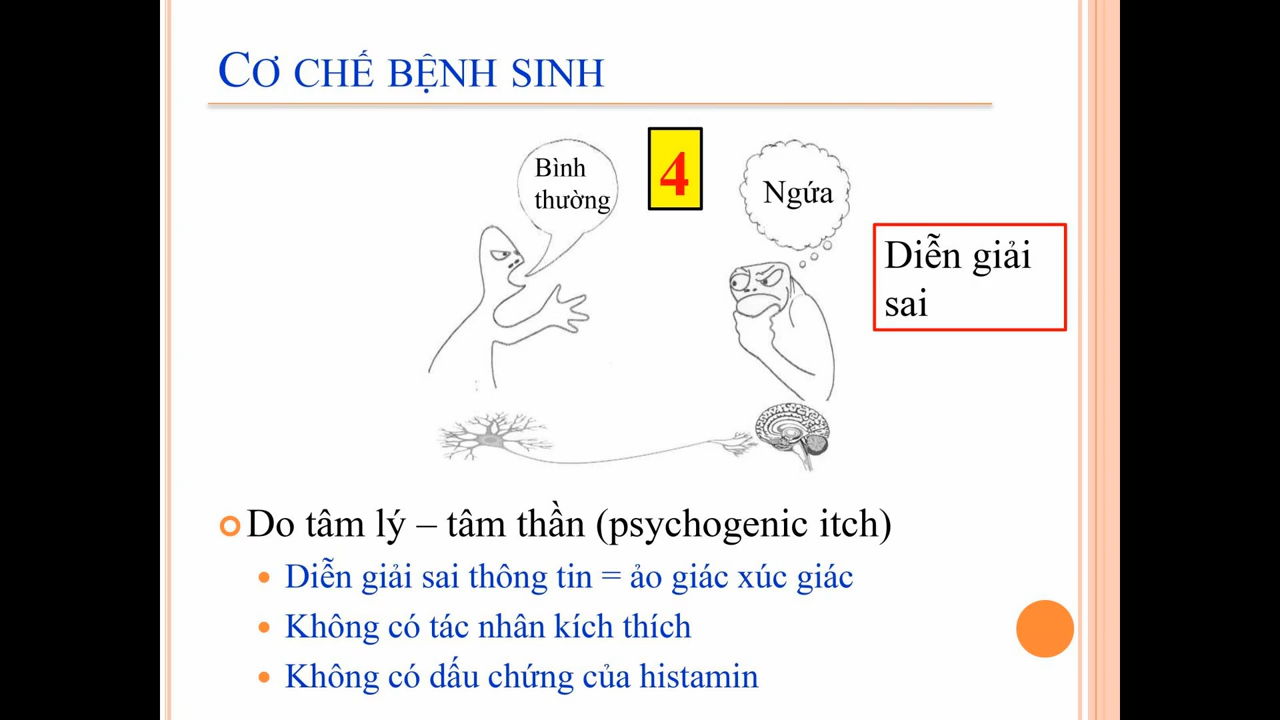 CƠ CHẾ BỆNH SINH
Bình
thường
4
Ngứa
Diễn giải
sai
Do tâm lý – tâm thần (psychogenic itch)
Diễn giải sai thông tin = ảo giác xúc giác
Không có tác nhân kích thích
Không có dấu chứng của histamin